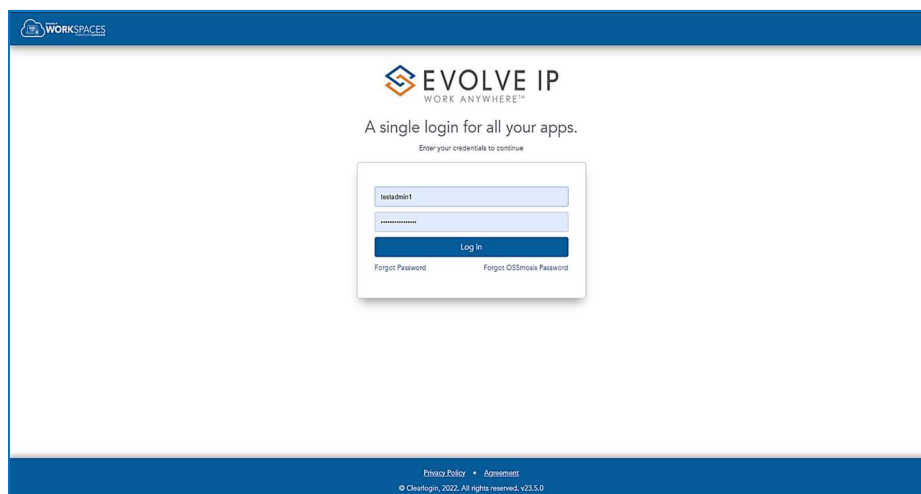 WORKSPACES
EVOLVE IP
WORK ANYWHERE™
A single login for all your apps.
Enter your credentials to continue
testadmin1
Log in
Forgot Password Forgot OSSmosis Password
Privacy Policy • Agreement
© Clearlogin, 2022. All rights reserved. v23.5.0